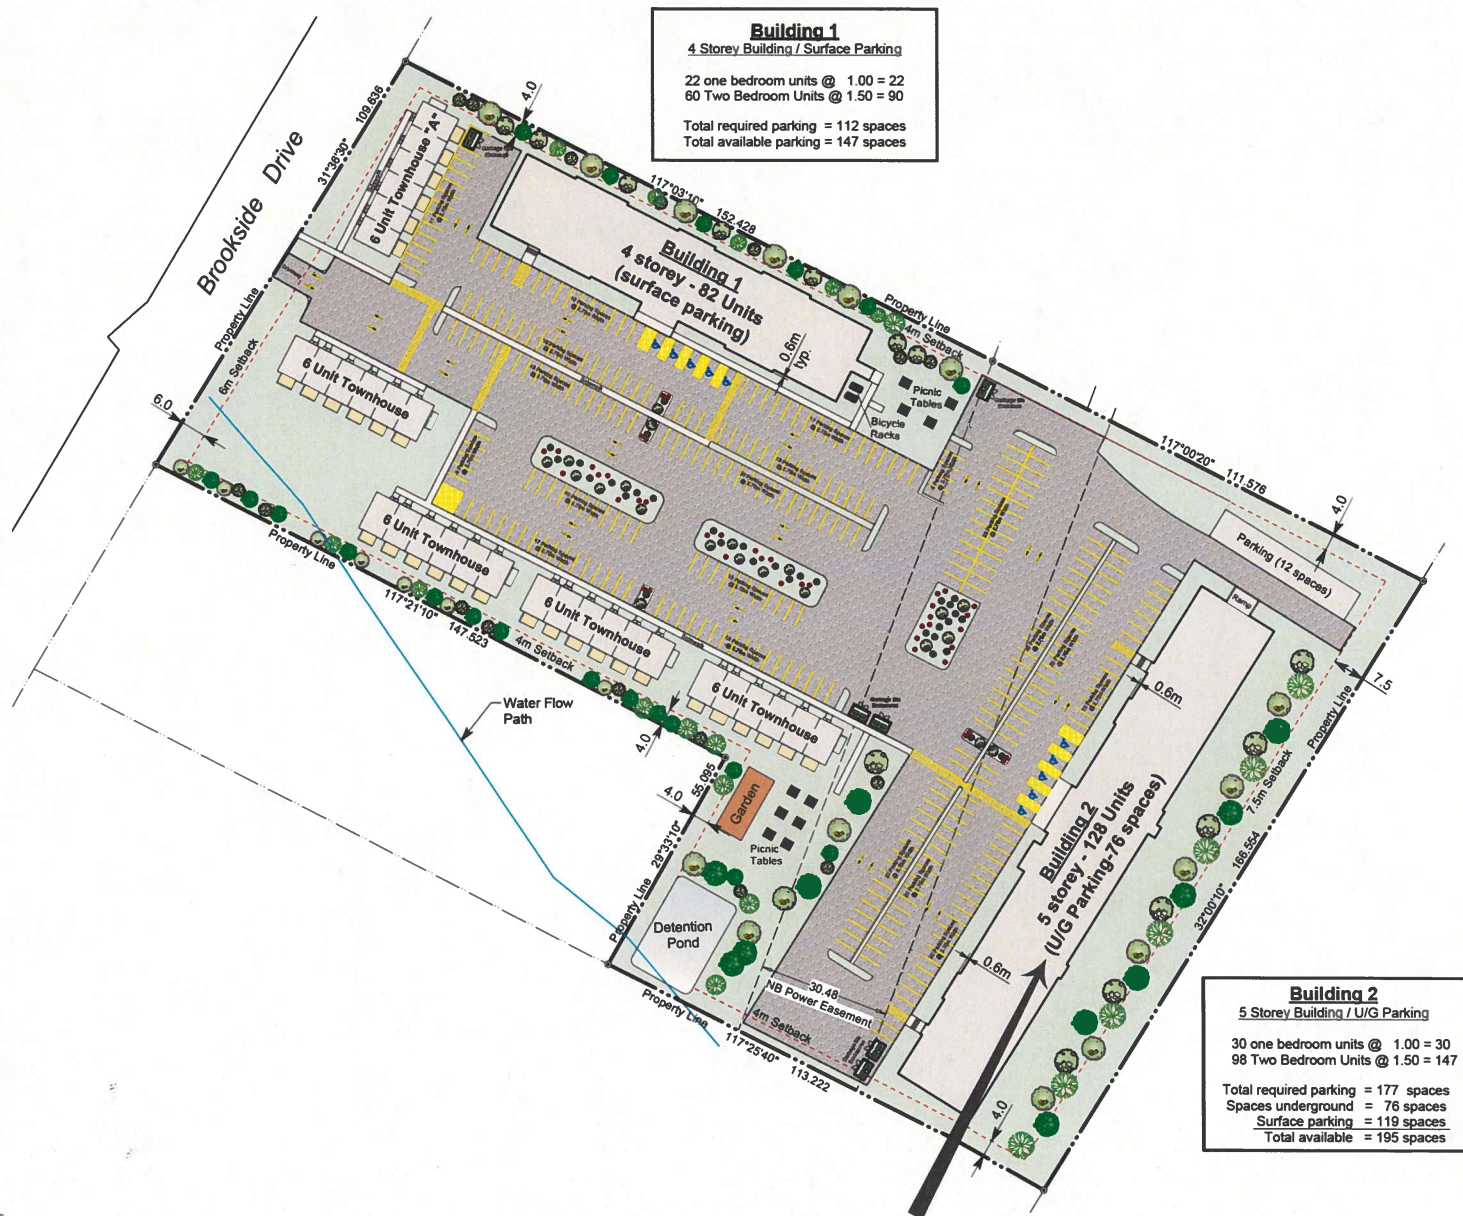 Building 1
4 Storey Building / Surface Parking
22 one bedroom units @ 1.00 = 22
60 Two Bedroom Units @ 1.50 = 90
Total required parking = 112 spaces
Total available parking = 147 spaces
Brookside Drive
31°36'30" 109.636
4.0
6 Unit Townhouse "A"
117°03'10" 152.428
Building 1
4 storey - 82 Units
(surface parking)
0.6m
typ.
Property Line
4m Setback
Picnic
Tables
Bicycle
Racks
Property Line
6m Setback
6.0
6 Unit Townhouse
117°00'20" 111.576
4.0
Parking (12 spaces)
Ramp
7.5
Property Line
6 Unit Townhouse
117°21'10" 147.523
4m Setback
6 Unit Townhouse
6 Unit Townhouse
Water Flow
Path
4.0
0.6m
Property Line
7.5m Setback
166.554
32°00'10"
55.095
4.0
29°33'10"
Property Line
Garden
Picnic
Tables
Detention
Pond
Building 2
5 storey - 128 Units
(U/G Parking-76 spaces)
0.6m
30.48
NB Power Easement
Property Line
4m Setback
117°25'40"
113.222
4.0
Building 2
5 Storey Building / U/G Parking
30 one bedroom units @ 1.00 = 30
98 Two Bedroom Units @ 1.50 = 147
Total required parking = 177 spaces
Spaces underground = 76 spaces
Surface parking = 119 spaces
Total available = 195 spaces